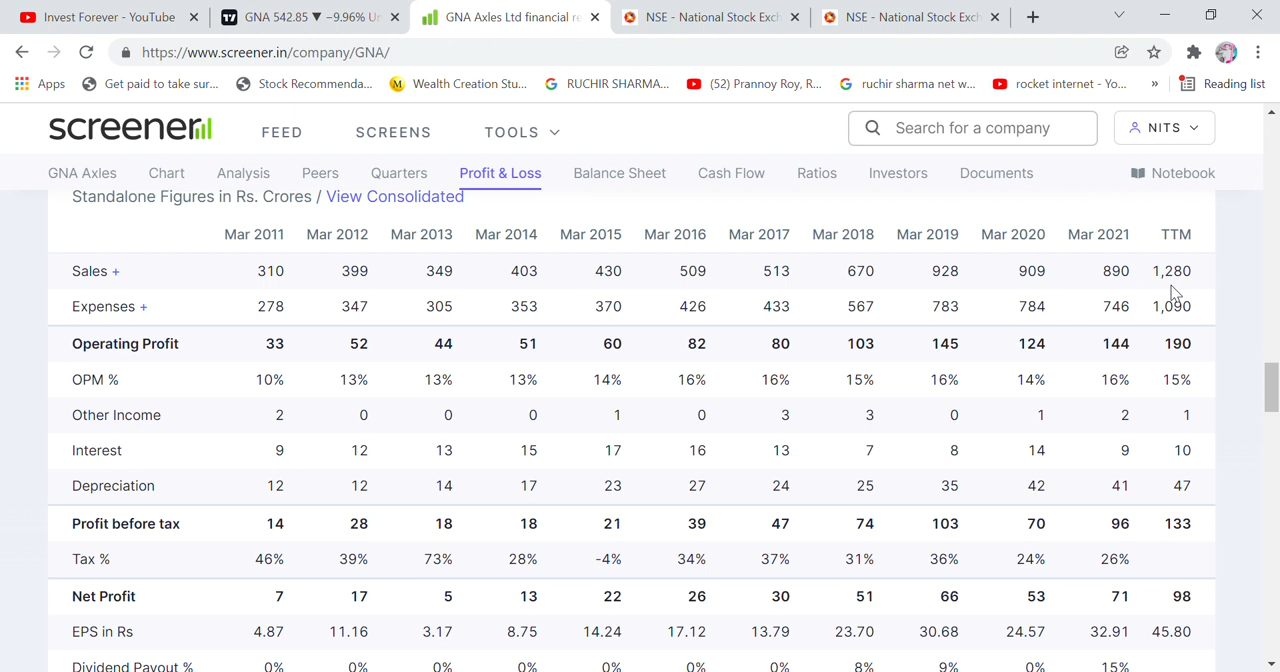 Invest Forever - YouTube GNA 542.85 ▼ −9.96% Un GNA Axles Ltd financial re NSE - National Stock Exch NSE - National Stock Exch
https://www.screener.in/company/GNA/
Apps Get paid to take sur... Stock Recommenda... Wealth Creation Stu... RUCHIR SHARMA... (52) Prannoy Roy, R... ruchir sharma net w... rocket internet - Yo... » Reading list
screener FEED SCREENS TOOLS Search for a company NITS
GNA Axles Chart Analysis Peers Quarters Profit & Loss Balance Sheet Cash Flow Ratios Investors Documents Notebook
Standalone Figures in Rs. Crores / View Consolidated
Mar 2011 Mar 2012 Mar 2013 Mar 2014 Mar 2015 Mar 2016 Mar 2017 Mar 2018 Mar 2019 Mar 2020 Mar 2021 TTM
Sales + 310 399 349 403 430 509 513 670 928 909 890 1,280
Expenses + 278 347 305 353 370 426 433 567 783 784 746 1,090
Operating Profit 33 52 44 51 60 82 80 103 145 124 144 190
OPM % 10% 13% 13% 13% 14% 16% 16% 15% 16% 14% 16% 15%
Other Income 2 0 0 0 1 0 3 3 0 1 2 1
Interest 9 12 13 15 17 16 13 7 8 14 9 10
Depreciation 12 12 14 17 23 27 24 25 35 42 41 47
Profit before tax 14 28 18 18 21 39 47 74 103 70 96 133
Tax % 46% 39% 73% 28% -4% 34% 37% 31% 36% 24% 26%
Net Profit 7 17 5 13 22 26 30 51 66 53 71 98
EPS in Rs 4.87 11.16 3.17 8.75 14.24 17.12 13.79 23.70 30.68 24.57 32.91 45.80
Dividend Payout % 0% 0% 0% 0% 0% 0% 0% 8% 9% 0% 15%